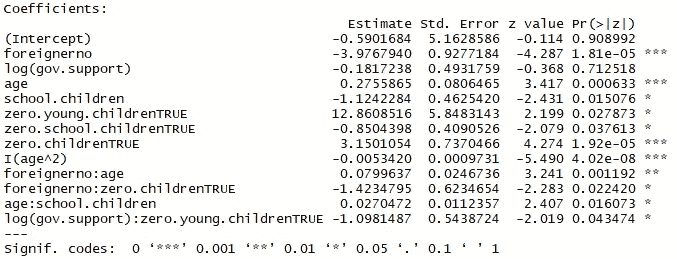 Coefficients:
Estimate Std. Error z value Pr(>|z|)
(Intercept) -0.5901684 5.1628586 -0.114 0.908992
foreignerno -3.9767940 0.9277184 -4.287 1.81e-05 ***
log(gov.support) -0.1817238 0.4931759 -0.368 0.712518
age 0.2755865 0.0806465 3.417 0.000633 ***
school.children -1.1242284 0.4625420 -2.431 0.015076 *
zero.young.childrenTRUE 12.8608516 5.8483143 2.199 0.027873 *
zero.school.childrenTRUE -0.8504398 0.4090526 -2.079 0.037613 *
zero.childrenTRUE 3.1501054 0.7370466 4.274 1.92e-05 ***
I(age^2) -0.0053420 0.0009731 -5.490 4.02e-08 ***
foreignerno:age 0.0799637 0.0246736 3.241 0.001192 **
foreignerno:zero.childrenTRUE -1.4234795 0.6234654 -2.283 0.022420 *
age:school.children 0.0270472 0.0112357 2.407 0.016073 *
log(gov.support):zero.young.childrenTRUE -1.0981487 0.5438724 -2.019 0.043474 *
---
Signif. codes: 0 ‘***’ 0.001 ‘**’ 0.01 ‘*’ 0.05 ‘.’ 0.1 ‘ ’ 1